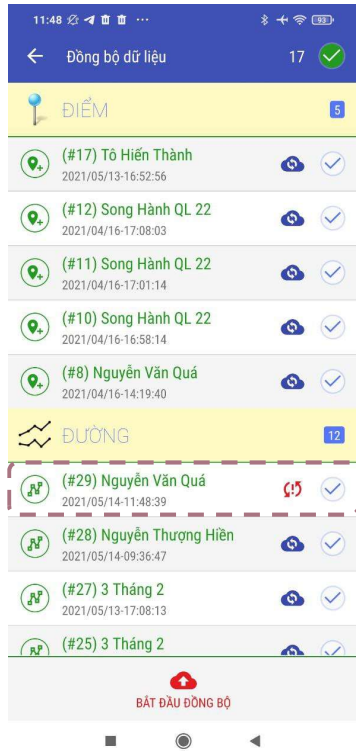 11:48 ... 93
Đồng bộ dữ liệu 17
ĐIỂM 5
(#17) Tô Hiến Thành
2021/05/13-16:52:56
(#12) Song Hành QL 22
2021/04/16-17:08:03
(#11) Song Hành QL 22
2021/04/16-17:01:14
(#10) Song Hành QL 22
2021/04/16-16:58:14
(#8) Nguyễn Văn Quá
2021/04/16-14:19:40
ĐƯỜNG 12
(#29) Nguyễn Văn Quá
2021/05/14-11:48:39
(#28) Nguyễn Thượng Hiền
2021/05/14-09:36:47
(#27) 3 Tháng 2
2021/05/13-17:08:13
(#25) 3 Tháng 2
BẮT ĐẦU ĐỒNG BỘ